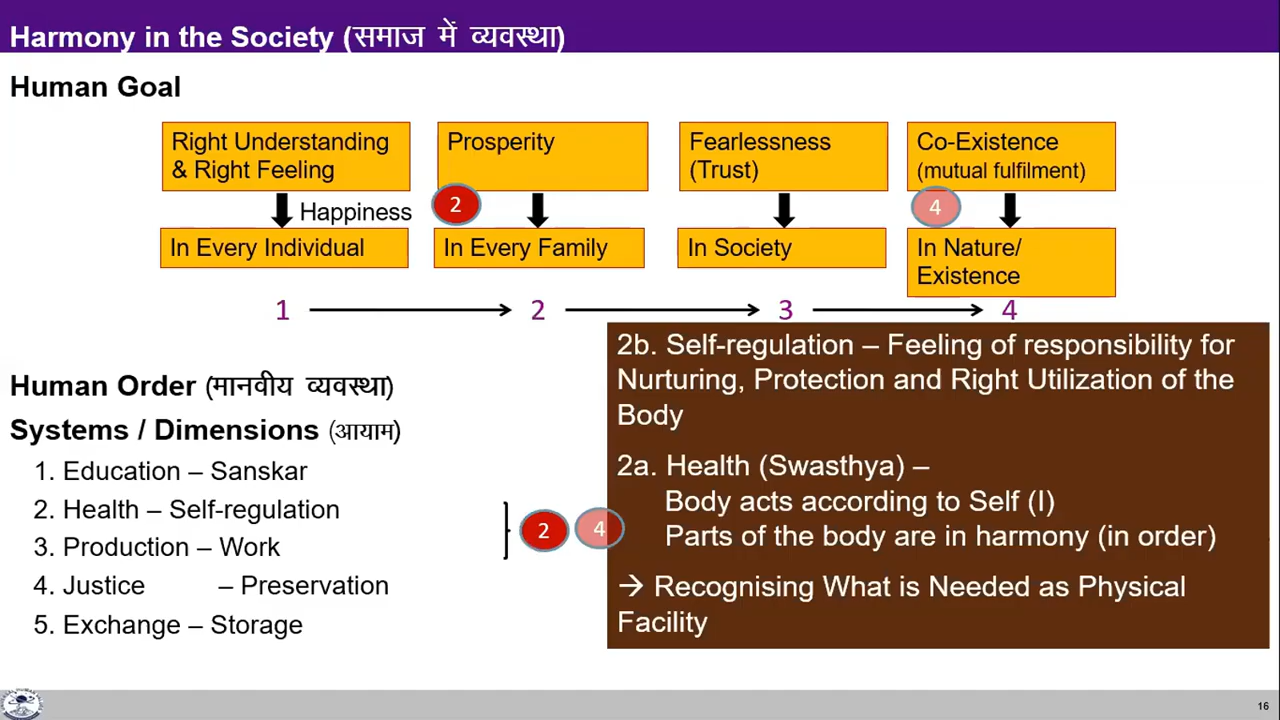 Harmony in the Society (समाज में व्यवस्था)
Human Goal
Right Understanding
& Right Feeling
Prosperity
Fearlessness
(Trust)
Co-Existence
(mutual fulfilment)
Happiness
2
4
In Every Individual
In Every Family
In Society
In Nature/
Existence
1
2
3
4
Human Order (मानवीय व्यवस्था)
Systems / Dimensions (आयाम)
1. Education – Sanskar
2. Health – Self-regulation
3. Production – Work
4. Justice – Preservation
5. Exchange – Storage
2
4
2b. Self-regulation – Feeling of responsibility for
Nurturing, Protection and Right Utilization of the
Body
2a. Health (Swasthya) –
Body acts according to Self (I)
Parts of the body are in harmony (in order)
→ Recognising What is Needed as Physical
Facility
16